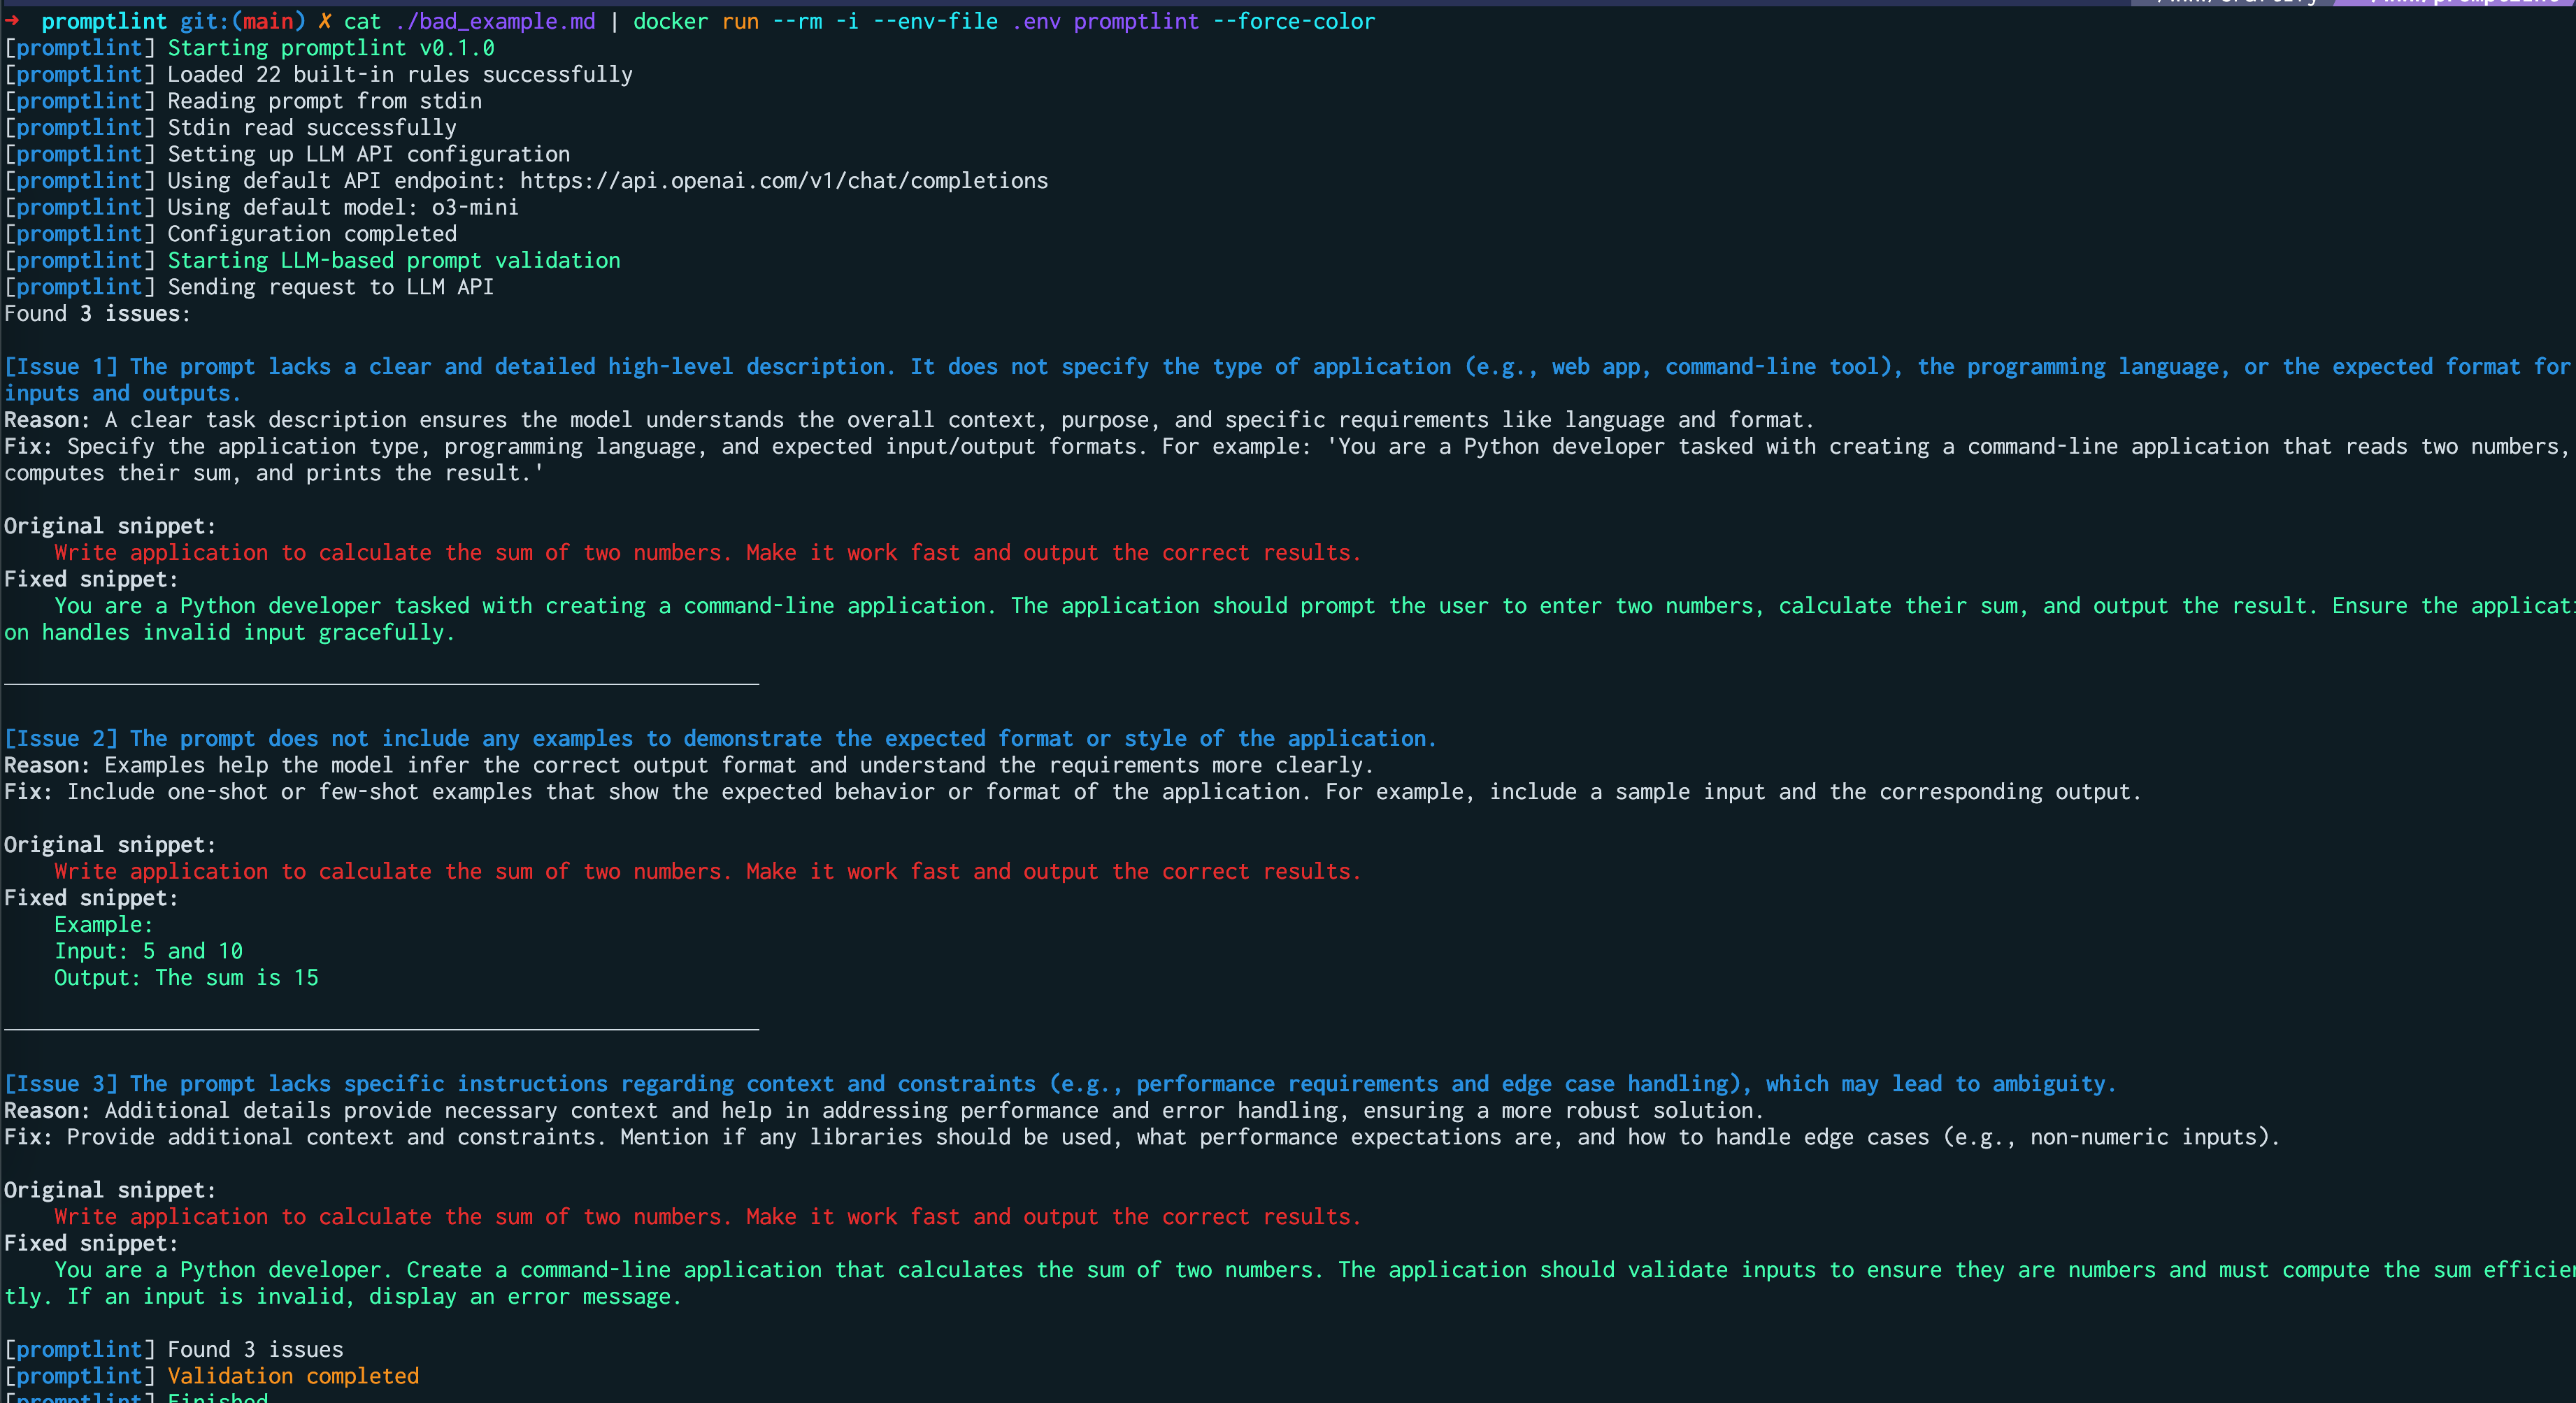 ➜  promptlint git:(main) ✗ cat ./bad_example.md | docker run --rm -i --env-file .env promptlint --force-color
[promptlint] Starting promptlint v0.1.0
[promptlint] Loaded 22 built-in rules successfully
[promptlint] Reading prompt from stdin
[promptlint] Stdin read successfully
[promptlint] Setting up LLM API configuration
[promptlint] Using default API endpoint: https://api.openai.com/v1/chat/completions
[promptlint] Using default model: o3-mini
[promptlint] Configuration completed
[promptlint] Starting LLM-based prompt validation
[promptlint] Sending request to LLM API
Found 3 issues:
[Issue 1] The prompt lacks a clear and detailed high-level description. It does not specify the type of application (e.g., web app, command-line tool), the programming language, or the expected format for
inputs and outputs.
Reason: A clear task description ensures the model understands the overall context, purpose, and specific requirements like language and format.
Fix: Specify the application type, programming language, and expected input/output formats. For example: 'You are a Python developer tasked with creating a command-line application that reads two numbers,
computes their sum, and prints the result.'
Original snippet:
Write application to calculate the sum of two numbers. Make it work fast and output the correct results.
Fixed snippet:
You are a Python developer tasked with creating a command-line application. The application should prompt the user to enter two numbers, calculate their sum, and output the result. Ensure the applicati
on handles invalid input gracefully.
[Issue 2] The prompt does not include any examples to demonstrate the expected format or style of the application.
Reason: Examples help the model infer the correct output format and understand the requirements more clearly.
Fix: Include one-shot or few-shot examples that show the expected behavior or format of the application. For example, include a sample input and the corresponding output.
Original snippet:
Write application to calculate the sum of two numbers. Make it work fast and output the correct results.
Fixed snippet:
Example:
Input: 5 and 10
Output: The sum is 15
[Issue 3] The prompt lacks specific instructions regarding context and constraints (e.g., performance requirements and edge case handling), which may lead to ambiguity.
Reason: Additional details provide necessary context and help in addressing performance and error handling, ensuring a more robust solution.
Fix: Provide additional context and constraints. Mention if any libraries should be used, what performance expectations are, and how to handle edge cases (e.g., non-numeric inputs).
Original snippet:
Write application to calculate the sum of two numbers. Make it work fast and output the correct results.
Fixed snippet:
You are a Python developer. Create a command-line application that calculates the sum of two numbers. The application should validate inputs to ensure they are numbers and must compute the sum efficien
tly. If an input is invalid, display an error message.
[promptlint] Found 3 issues
[promptlint] Validation completed
[promptlint] Finished